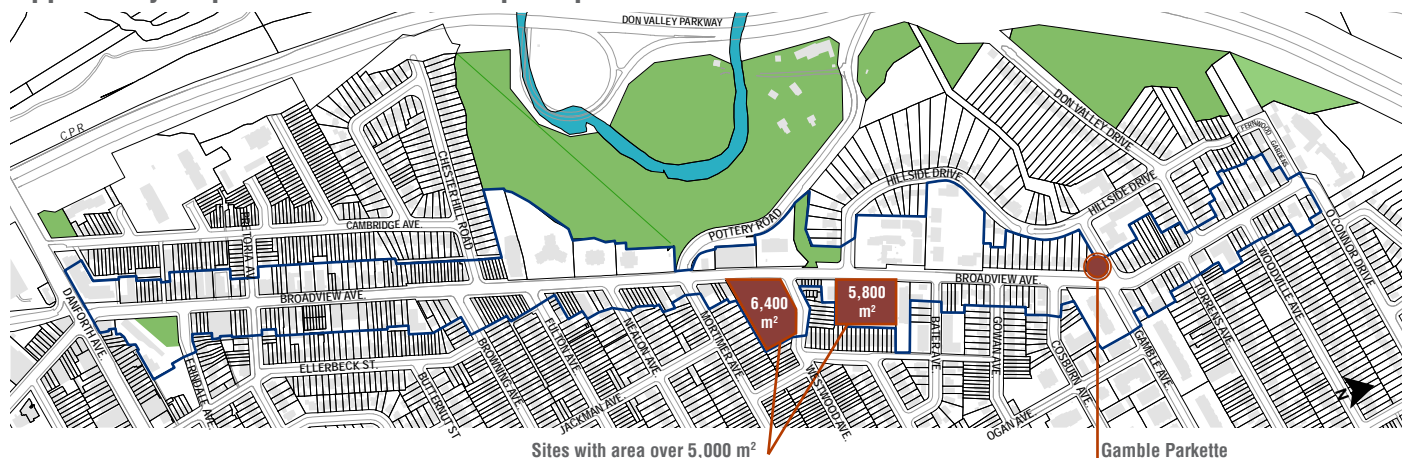 DON VALLEY PARKWAY
CPR
CHESTER HILL ROAD
PRETORIA AV.
CAMBRIDGE AVE.
POTTERY ROAD
HILLSIDE DRIVE
DON VALLEY DRIVE
FERNWOOD GARDENS
HILLSIDE DRIVE
O'CONNOR DRIVE
BROADVIEW AVE.
BROADVIEW AVE.
DANFORTH AVE.
ERINDALE AVE.
ELLERBECK ST.
BUTERNUT ST
BROWNING AVE.
FULTON AVE.
NEALON AVE.
JACKMAN AVE.
MORTIMER AVE.
6,400
m²
5,800
m²
WESTWOOD AVE.
BATER AVE
GOWAN AVE.
OGAN AVE.
COSBURN AVE.
GAMBLE AVE.
TORRENS AVE.
WOODVILLE AVE.
N
Sites with area over 5,000 m²
Gamble Parkette